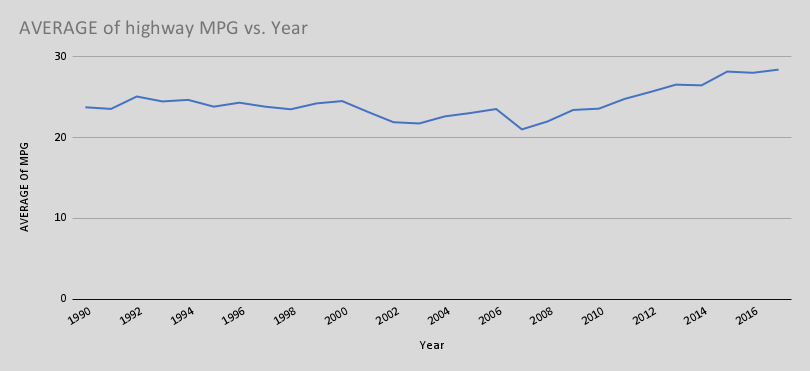 AVERAGE of highway MPG vs. Year
30
20
10
0
AVERAGE Of MPG
1990 1992 1994 1996 1998 2000 2002 2004 2006 2008 2010 2012 2014 2016
Year